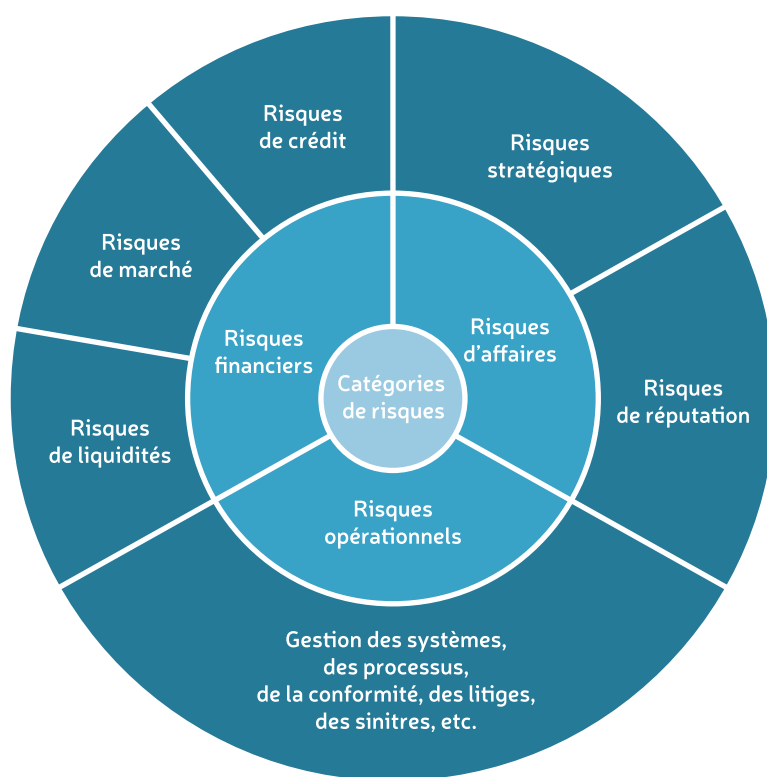 Risques
de crédit
Risques
stratégiques
Risques
de marché
Risques
financiers
Risques
d'affaires
Catégories
de risques
Risques
de réputation
Risques
de liquidités
Risques
opérationnels
Gestion des systèmes,
des processus,
de la conformité, des litiges,
des sinitres, etc.